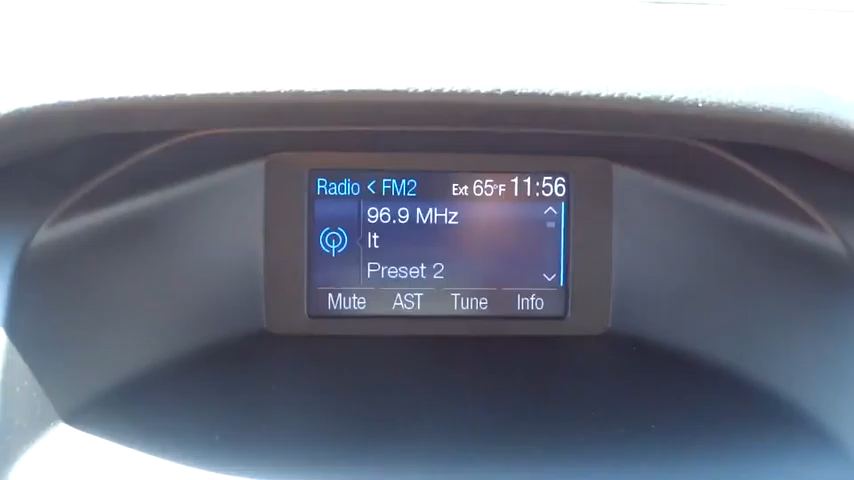 Radio < FM2 Ext 65°F 11:56
96.9 MHz
It
Preset 2
Mute AST Tune Info